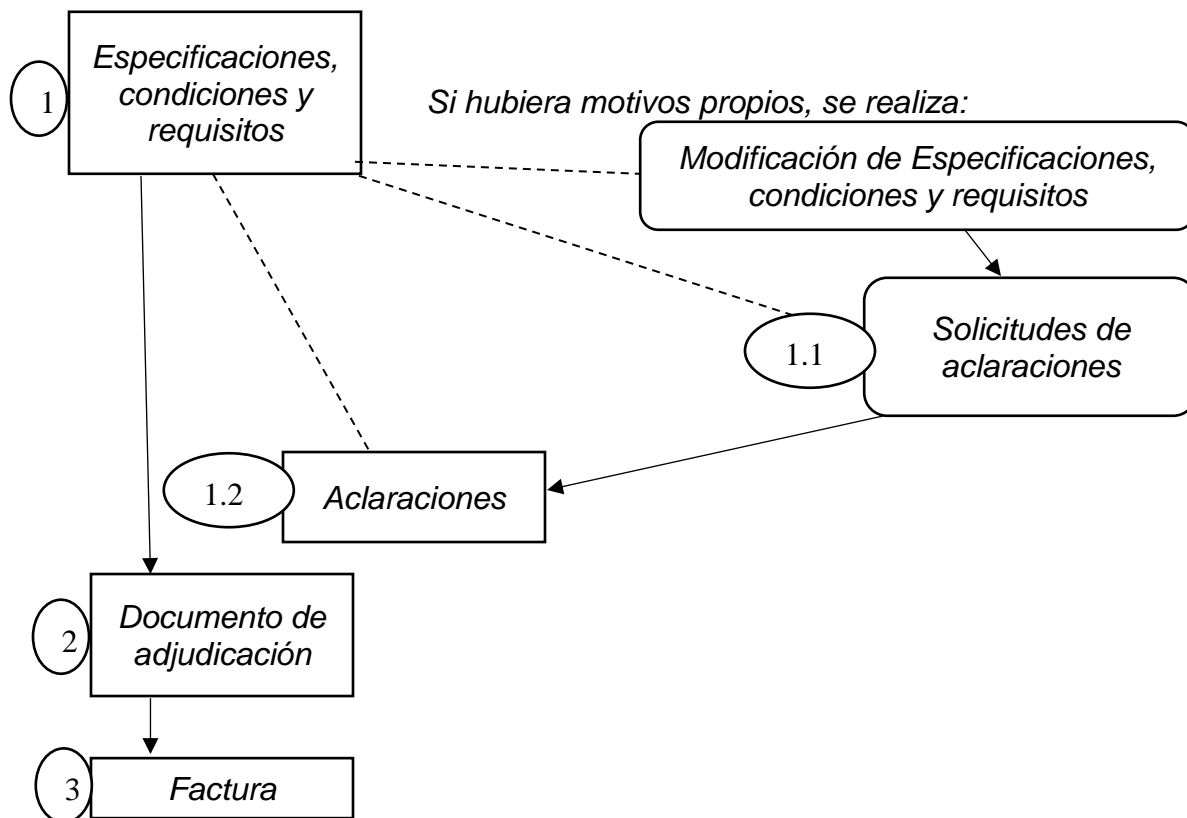 1
Especificaciones,
condiciones y
requisitos
Si hubiera motivos propios, se realiza:
Modificación de Especificaciones,
condiciones y requisitos
1.1
Solicitudes de
aclaraciones
1.2
Aclaraciones
2
Documento de
adjudicación
3
Factura